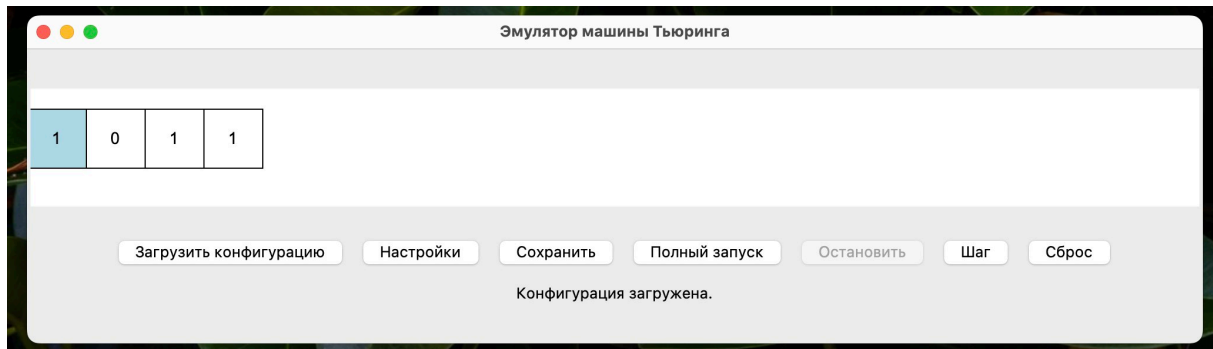 Эмулятор машины Тьюринга
1 0 1 1
Загрузить конфигурацию Настройки Сохранить Полный запуск Остановить Шаг Сброс
Конфигурация загружена.